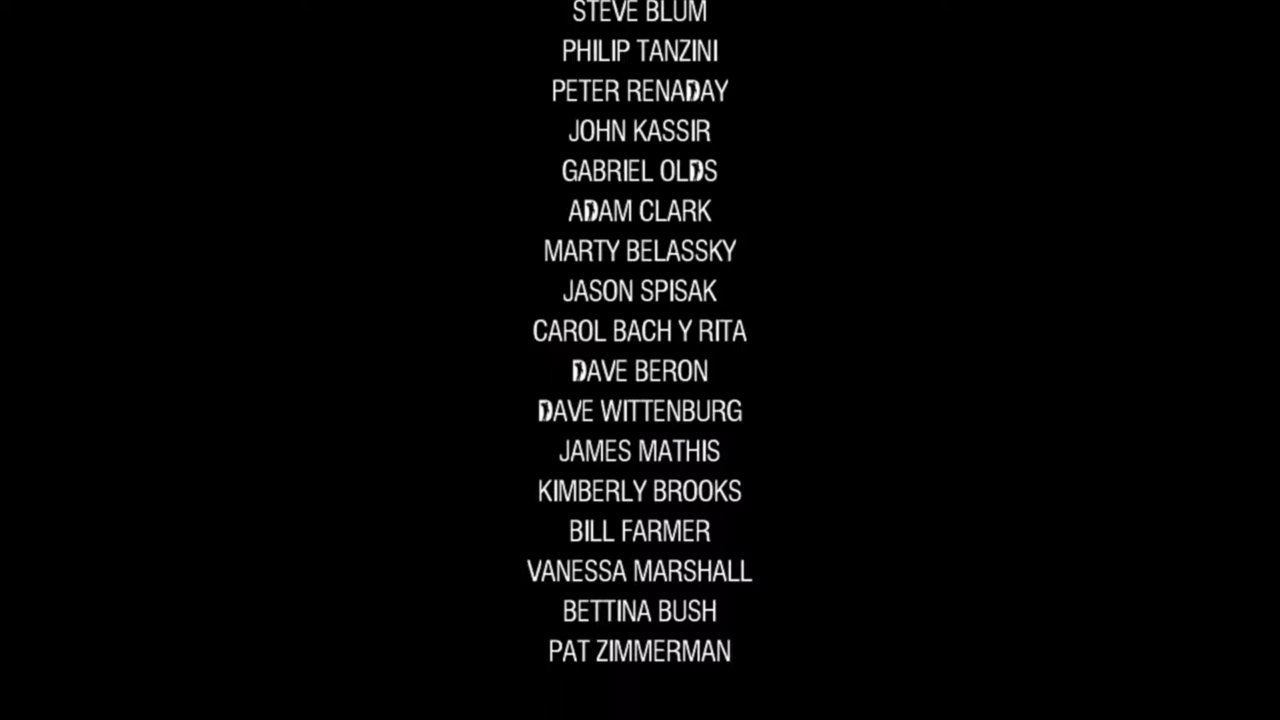 STEVE BLUM
PHILIP TANZINI
PETER RENADAY
JOHN KASSIR
GABRIEL OLDS
ADAM CLARK
MARTY BELASSKY
JASON SPISAK
CAROL BACH Y RITA
DAVE BERON
DAVE WITTENBURG
JAMES MATHIS
KIMBERLY BROOKS
BILL FARMER
VANESSA MARSHALL
BETTINA BUSH
PAT ZIMMERMAN